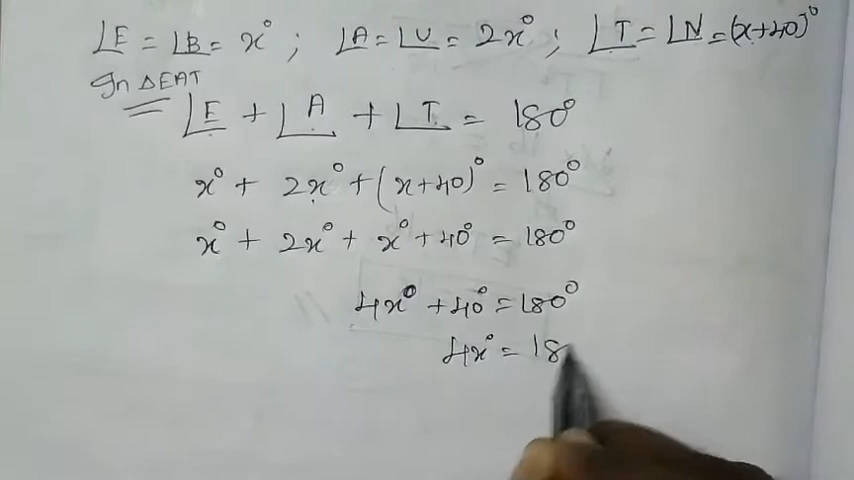 ∠E = ∠B = x° ; ∠A = ∠U = 2x° ; ∠T = ∠N = (x+40)°
In ΔEAT
∠E + ∠A + ∠T = 180°
x° + 2x° + (x+40)° = 180°
x° + 2x° + x° + 40° = 180°
4x° + 40° = 180°
4x° = 18